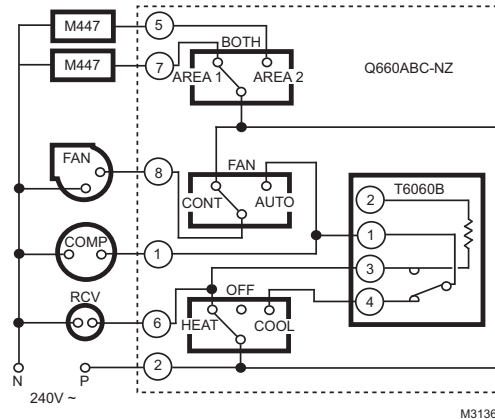 M447
5
BOTH
M447
7
AREA 1
AREA 2
Q660ABC-NZ
FAN
8
FAN
CONT
AUTO
T6060B
2
1
3
4
COMP
1
RCV
6
OFF
HEAT
COOL
2
N
P
240V ~
M3136